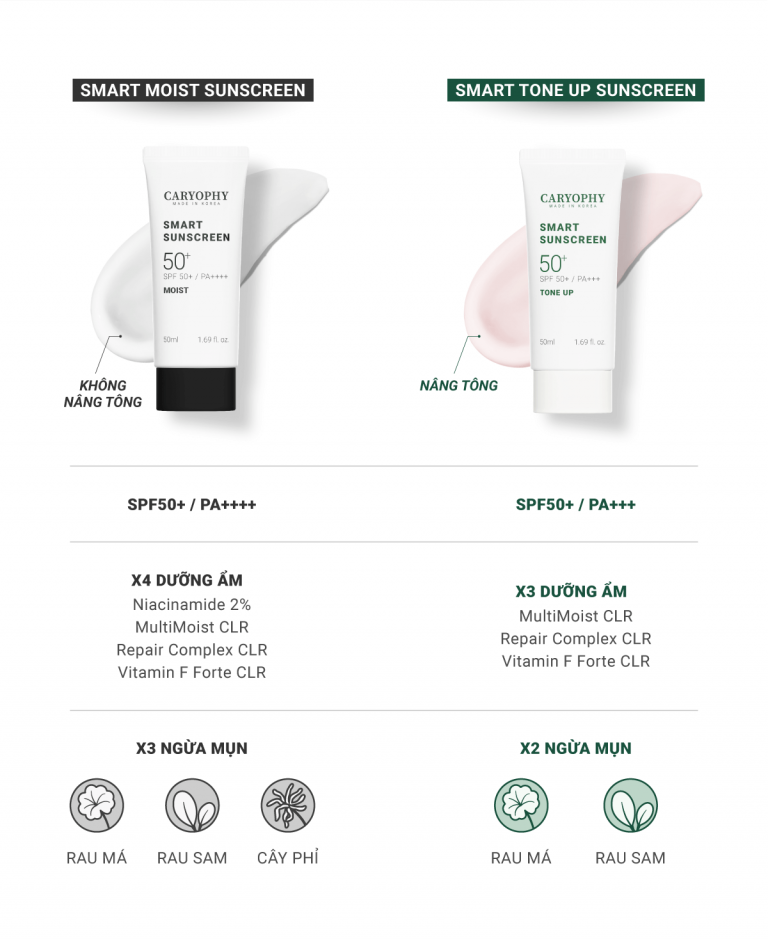 SMART MOIST SUNSCREEN
CARYOPHY
MADE IN KOREA
SMART
SUNSCREEN
50+
SPF 50+ / PA++++
MOIST
50ml 1.69 fl. oz
KHÔNG
NÂNG TÔNG
SMART TONE UP SUNSCREEN
CARYOPHY
MADE IN KOREA
SMART
SUNSCREEN
50+
SPF 50+ / PA+++
TONE UP
50ml 1.69 fl. oz.
NÂNG TÔNG
SPF50+ / PA++++
SPF50+ / PA+++
X4 DƯỠNG ẨM
Niacinamide 2%
MultiMoist CLR
Repair Complex CLR
Vitamin F Forte CLR
X3 DƯỠNG ẨM
MultiMoist CLR
Repair Complex CLR
Vitamin F Forte CLR
X3 NGỪA MỤN
RAU MÁ
RAU SAM
CÂY PHỈ
X2 NGỪA MỤN
RAU MÁ
RAU SAM